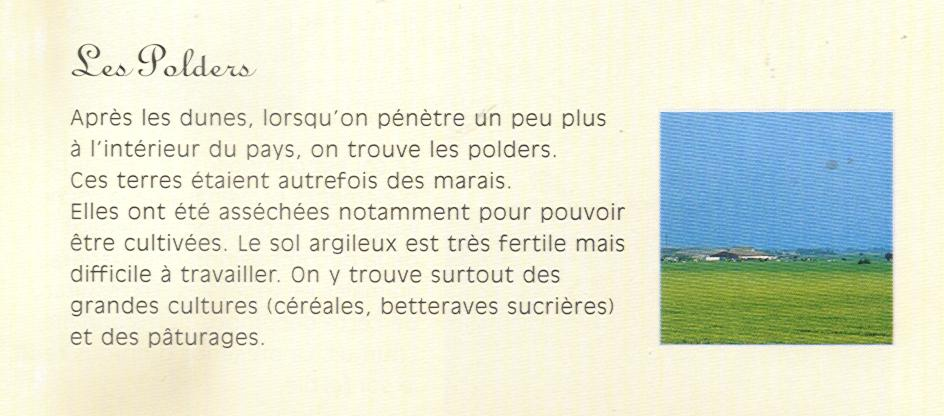 Les Polders
Après les dunes, lorsqu'on pénètre un peu plus
à l'intérieur du pays, on trouve les polders.
Ces terres étaient autrefois des marais.
Elles ont été asséchées notamment pour pouvoir
être cultivées. Le sol argileux est très fertile mais
difficile à travailler. On y trouve surtout des
grandes cultures (céréales, betteraves sucrières)
et des pâturages.